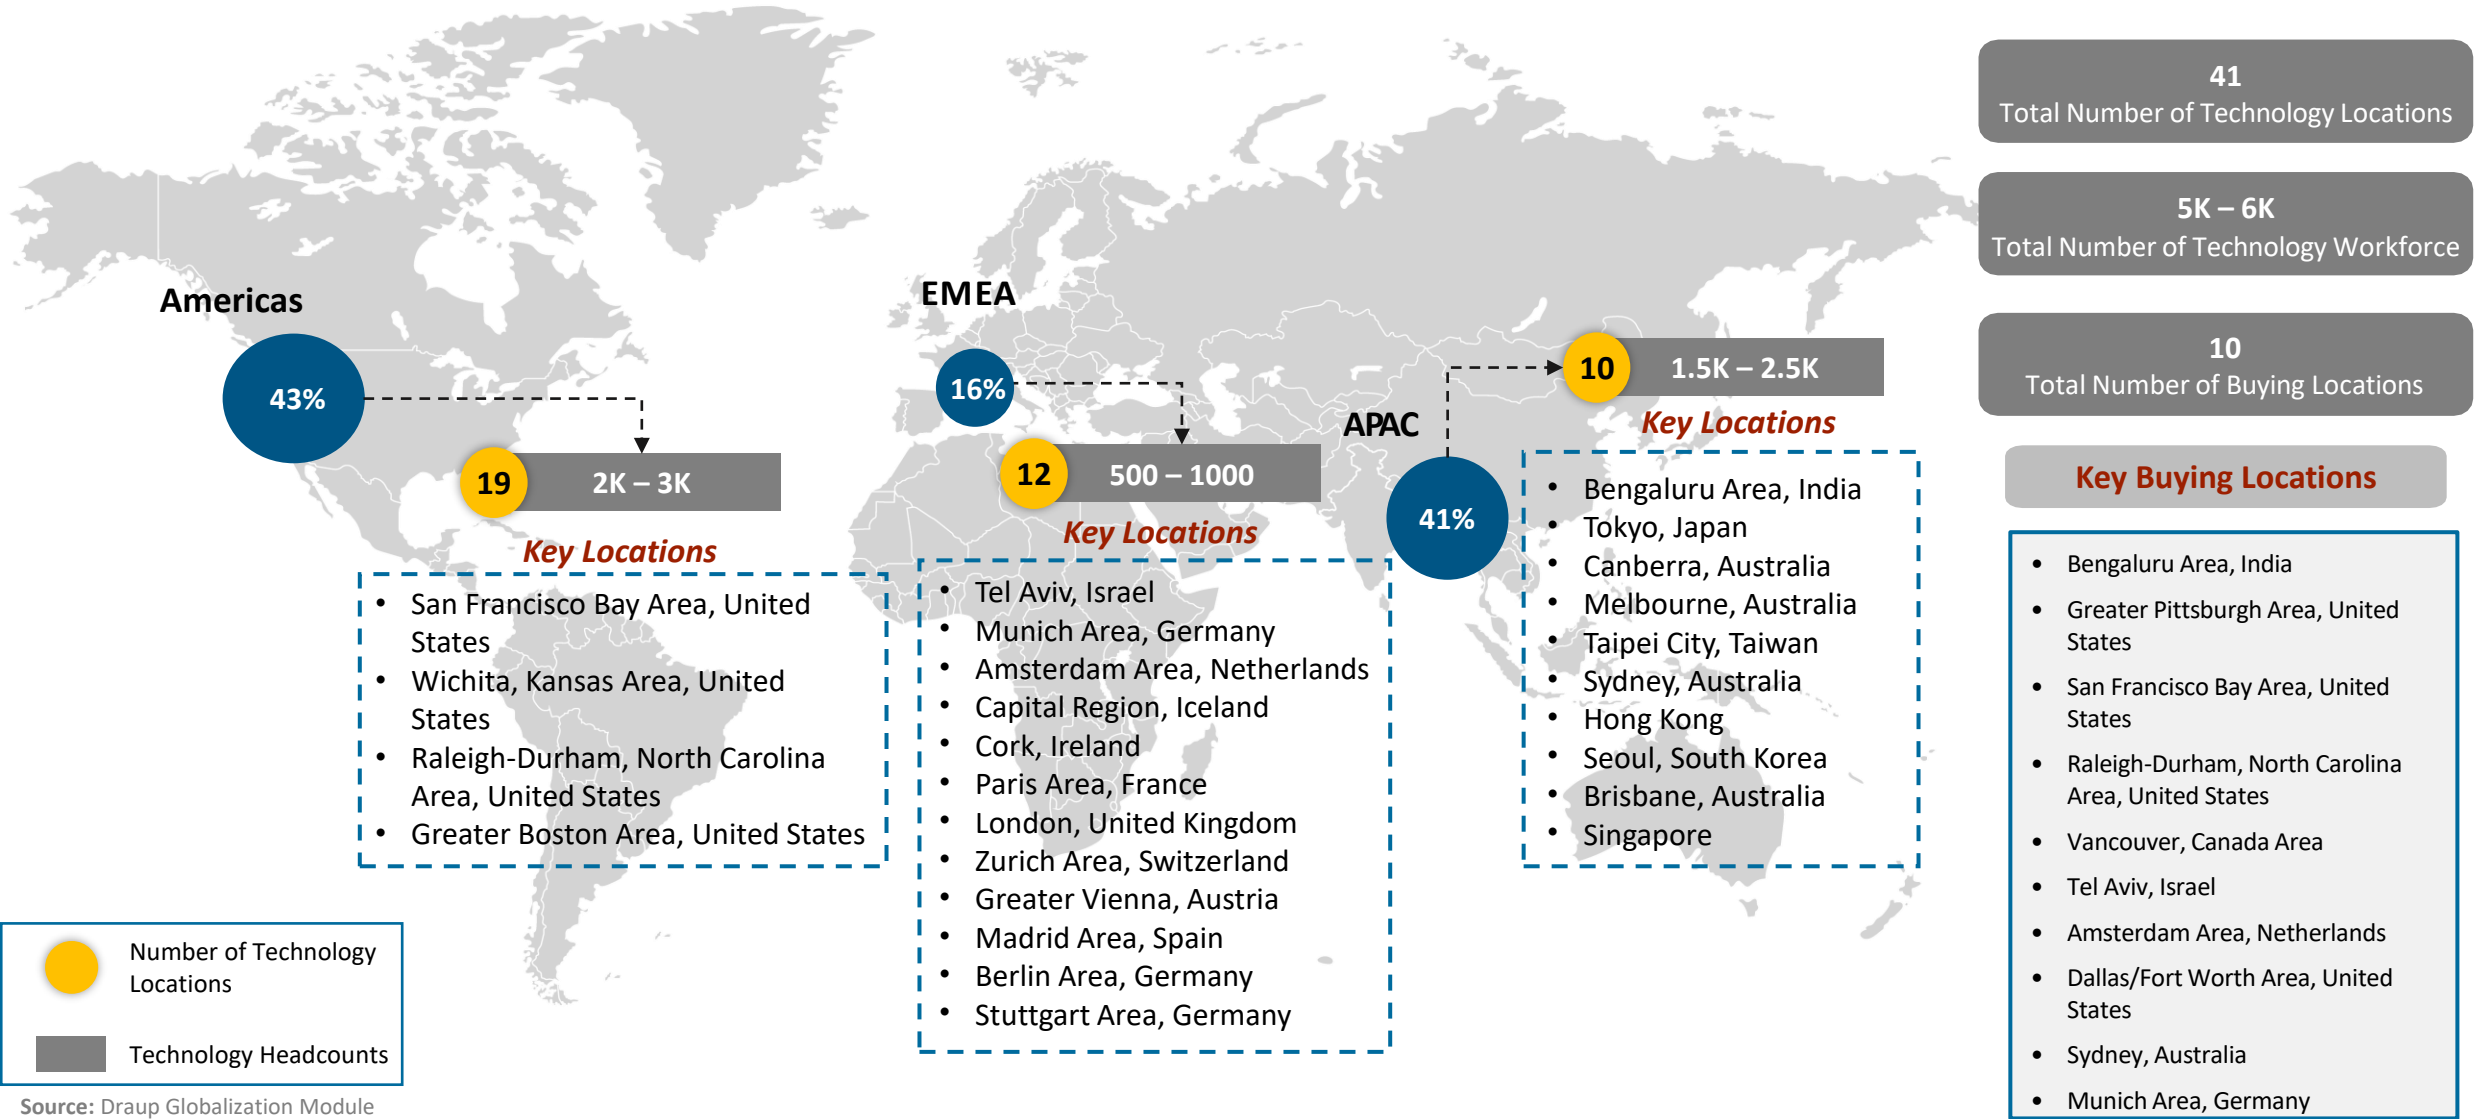 Americas
43%
19
2K – 3K
Key Locations
• San Francisco Bay Area, United
States
• Wichita, Kansas Area, United
States
• Raleigh-Durham, North Carolina
Area, United States
• Greater Boston Area, United States
EMEA
16%
12
500 – 1000
Key Locations
• Tel Aviv, Israel
• Munich Area, Germany
• Amsterdam Area, Netherlands
• Capital Region, Iceland
• Cork, Ireland
• Paris Area, France
• London, United Kingdom
• Zurich Area, Switzerland
• Greater Vienna, Austria
• Madrid Area, Spain
• Berlin Area, Germany
• Stuttgart Area, Germany
APAC
41%
10
1.5K – 2.5K
Key Locations
• Bengaluru Area, India
• Tokyo, Japan
• Canberra, Australia
• Melbourne, Australia
• Taipei City, Taiwan
• Sydney, Australia
• Hong Kong
• Seoul, South Korea
• Brisbane, Australia
• Singapore
41
Total Number of Technology Locations
5K – 6K
Total Number of Technology Workforce
10
Total Number of Buying Locations
Key Buying Locations
• Bengaluru Area, India
• Greater Pittsburgh Area, United
States
• San Francisco Bay Area, United
States
• Raleigh-Durham, North Carolina
Area, United States
• Vancouver, Canada Area
• Tel Aviv, Israel
• Amsterdam Area, Netherlands
• Dallas/Fort Worth Area, United
States
• Sydney, Australia
• Munich Area, Germany
Number of Technology
Locations
Technology Headcounts
Source: Draup Globalization Module